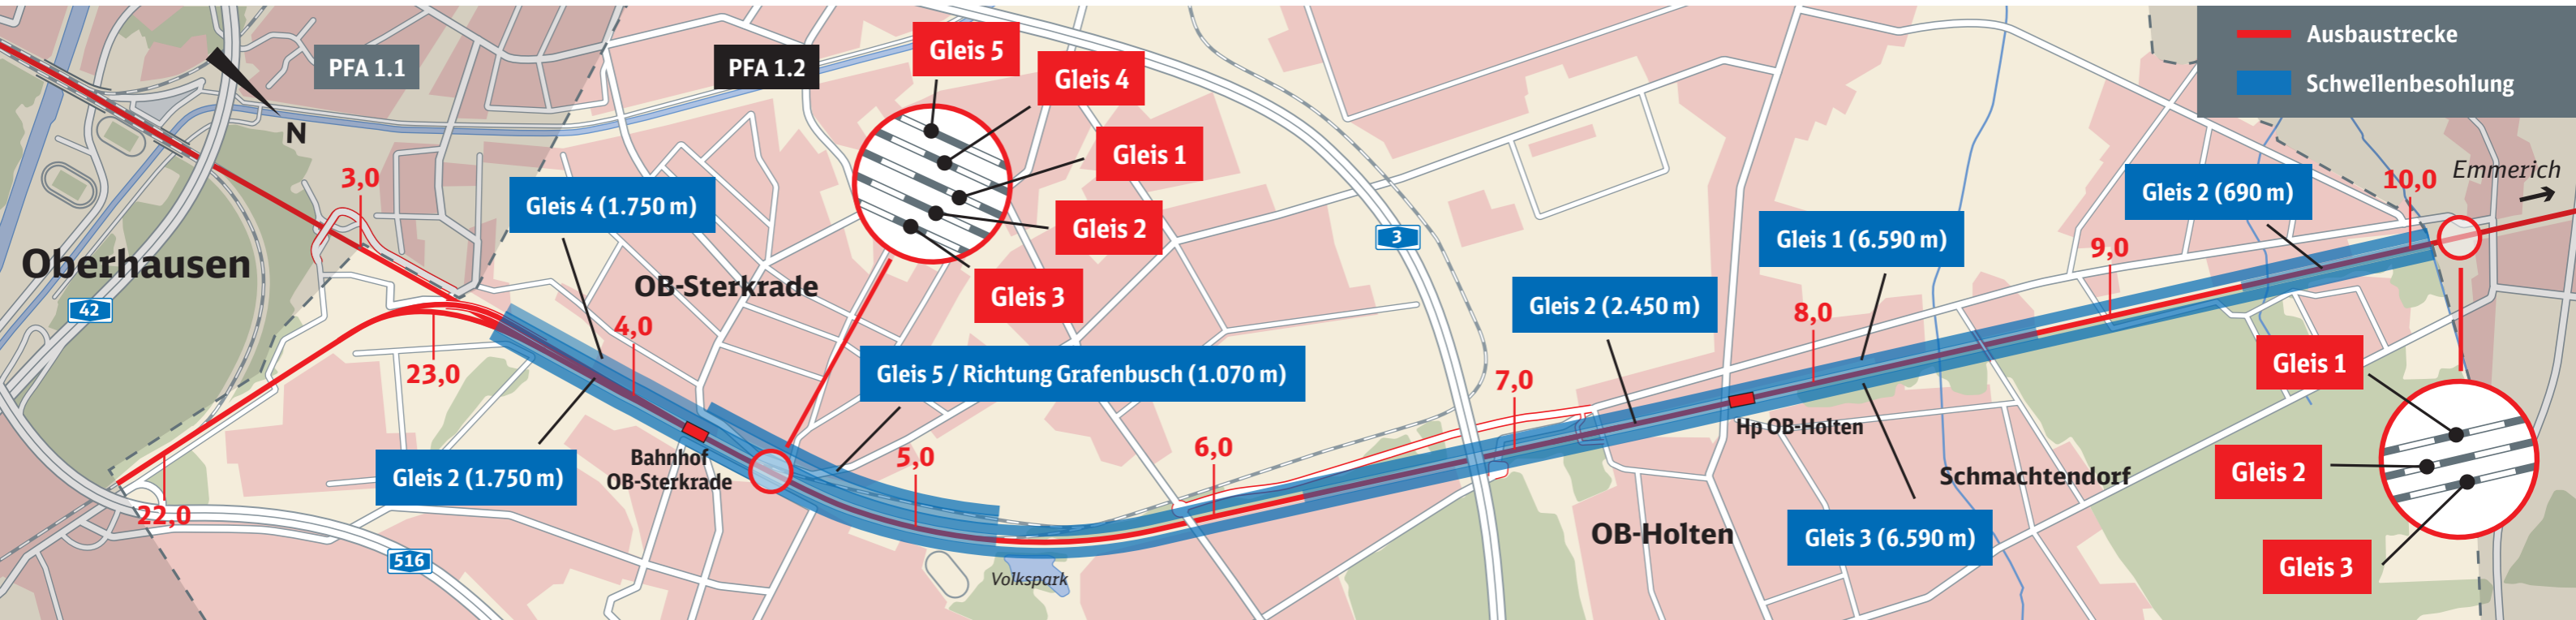 PFA 1.1
PFA 1.2
Gleis 5
Gleis 4
Gleis 1
Gleis 2
Gleis 3
Ausbaustrecke
Schwellenbesohlung
N
3,0
Oberhausen
42
Gleis 4 (1.750 m)
OB-Sterkrade
4,0
23,0
22,0
Gleis 2 (1.750 m)
Bahnhof
OB-Sterkrade
516
Gleis 5 / Richtung Grafenbusch (1.070 m)
5,0
Volkspark
6,0
3
7,0
Gleis 2 (2.450 m)
Gleis 1 (6.590 m)
8,0
Hp OB-Holten
OB-Holten
Gleis 3 (6.590 m)
Schmachtendorf
9,0
Gleis 2 (690 m)
10,0
Emmerich
Gleis 1
Gleis 2
Gleis 3